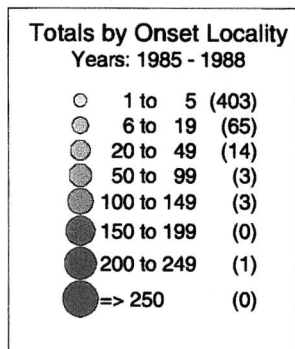 Totals by Onset Locality
Years: 1985 - 1988
1 to 5 (403)
6 to 19 (65)
20 to 49 (14)
50 to 99 (3)
100 to 149 (3)
150 to 199 (0)
200 to 249 (1)
=> 250 (0)